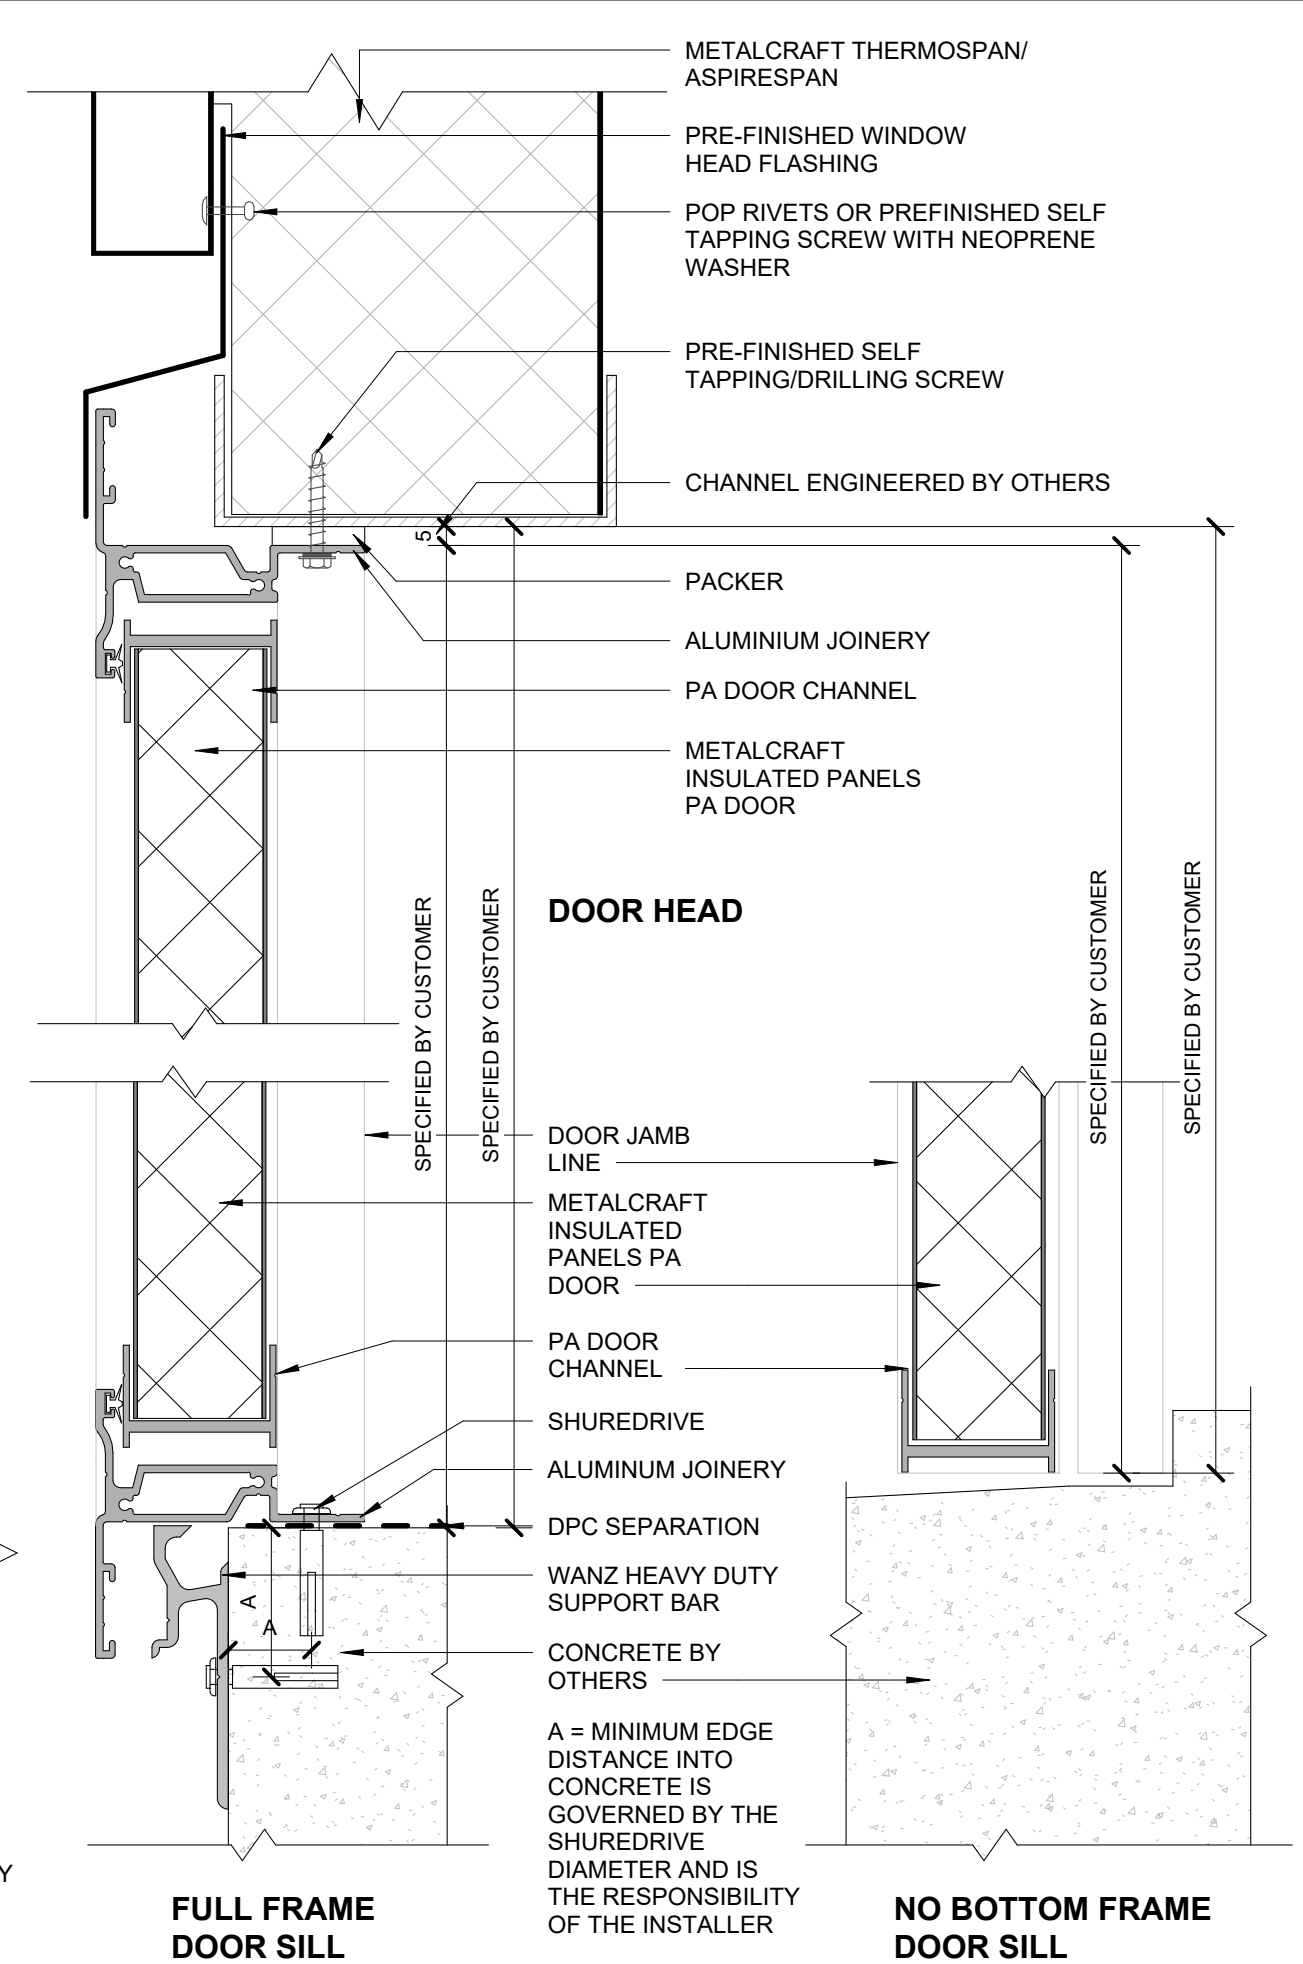 METALCRAFT THERMOSPAN/
ASPIRESPAN
PRE-FINISHED WINDOW
HEAD FLASHING
POP RIVETS OR PREFINISHED SELF
TAPPING SCREW WITH NEOPRENE
WASHER
PRE-FINISHED SELF
TAPPING/DRILLING SCREW
CHANNEL ENGINEERED BY OTHERS
5
PACKER
ALUMINIUM JOINERY
PA DOOR CHANNEL
METALCRAFT
INSULATED PANELS
PA DOOR
DOOR HEAD
SPECIFIED BY CUSTOMER
SPECIFIED BY CUSTOMER
SPECIFIED BY CUSTOMER
SPECIFIED BY CUSTOMER
DOOR JAMB
LINE
METALCRAFT
INSULATED
PANELS PA
DOOR
PA DOOR
CHANNEL
SHUREDRIVE
ALUMINUM JOINERY
DPC SEPARATION
WANZ HEAVY DUTY
SUPPORT BAR
A
A
CONCRETE BY
OTHERS
A = MINIMUM EDGE
DISTANCE INTO
CONCRETE IS
GOVERNED BY THE
SHUREDRIVE
DIAMETER AND IS
THE RESPONSIBILITY
OF THE INSTALLER
Y
FULL FRAME
DOOR SILL
NO BOTTOM FRAME
DOOR SILL